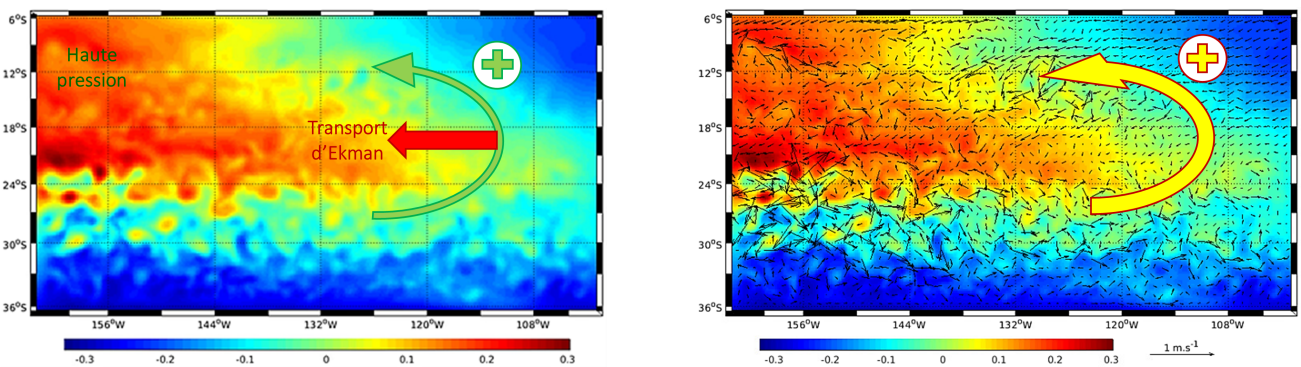 6°S
12°S
18°S
24°S
30°S
36°S
Haute
pression
Transport
d'Ekman
156°W
144°W
132°W
120°W
108°W
-0.3
-0.2
-0.1
0
0.1
0.2
0.3
6°S
12°S
18°S
24°S
30°S
36°S
156°W
144°W
132°W
120°W
108°W
-0.3
-0.2
-0.1
0
0.1
0.2
0.3
1 m.s⁻¹